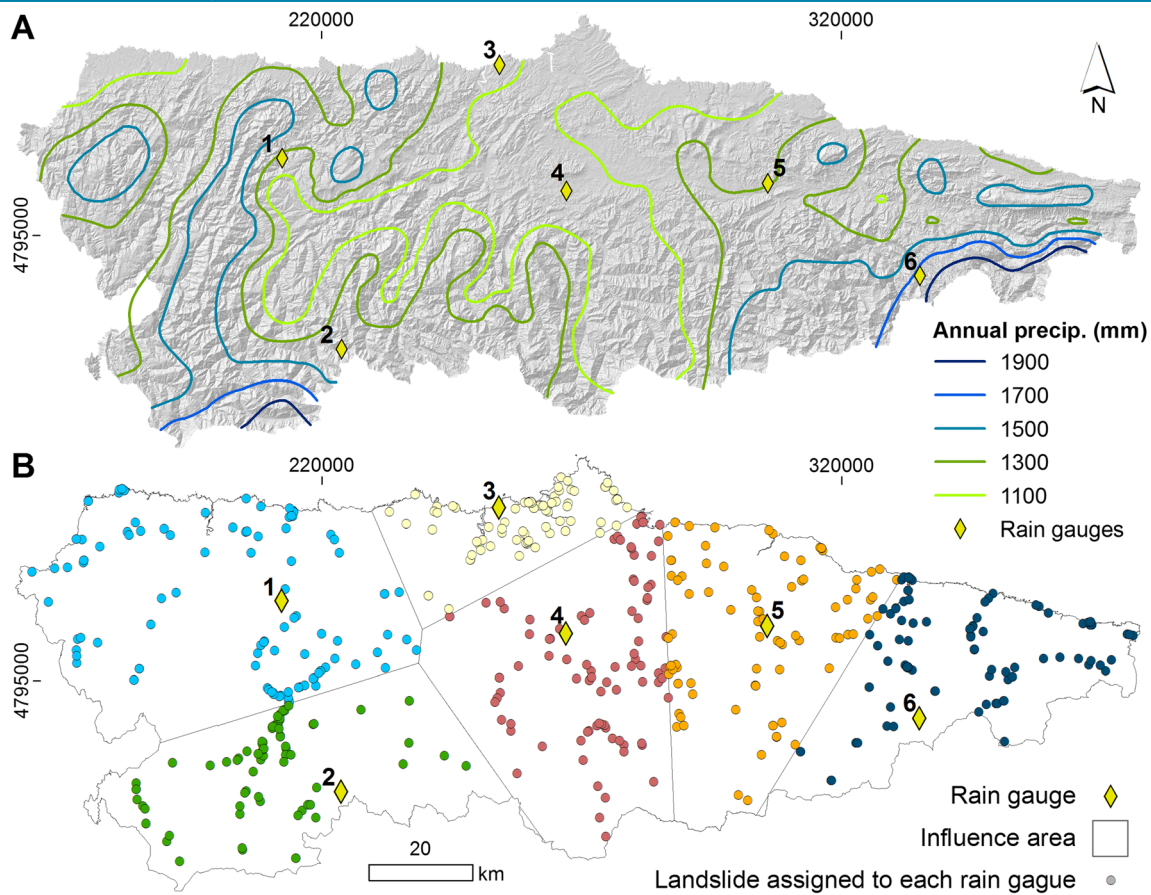 A
220000
320000
3
N
1
4
5
4795000
6
2
Annual precip. (mm)
1900
1700
1500
1300
1100
Rain gauges
B
220000
320000
3
1
4
5
4795000
6
2
20
km
Rain gauge
Influence area
Landslide assigned to each rain gague